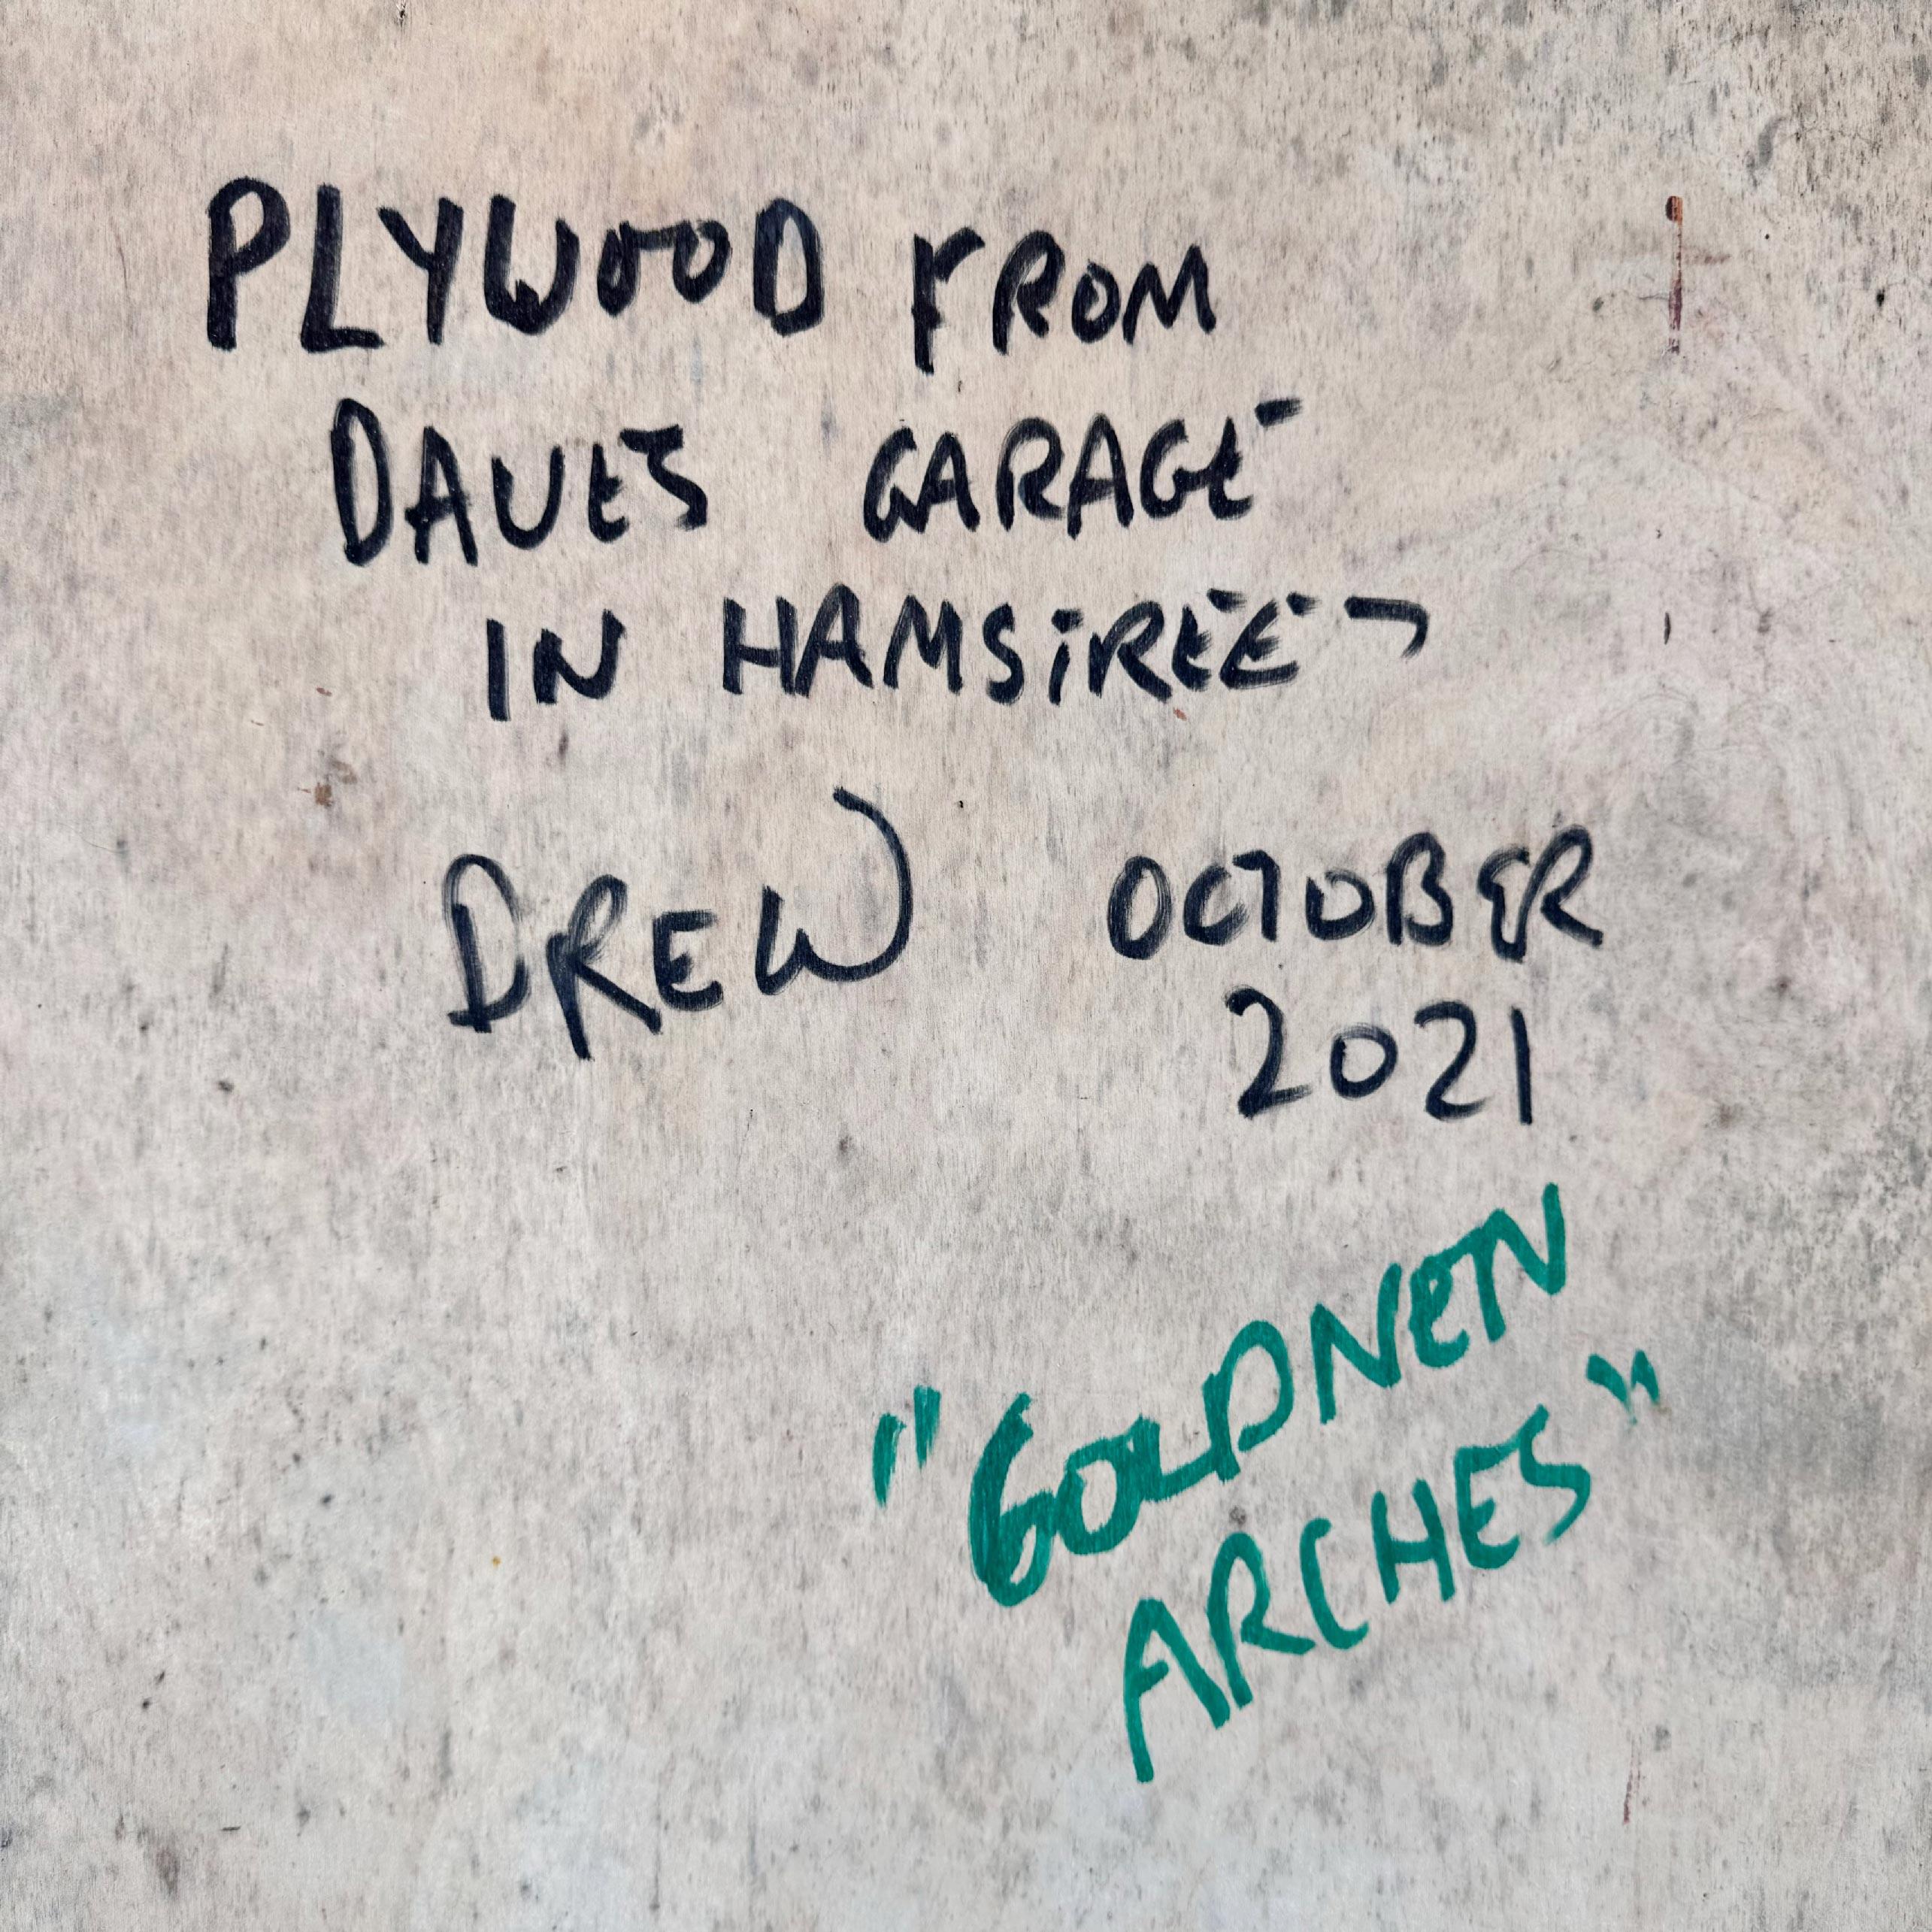 PLYWOOD FROM
DAVES GARAGE
IN HAMSTREET
DREW OCTOBER
2021
"GOLDNEN
ARCHES"